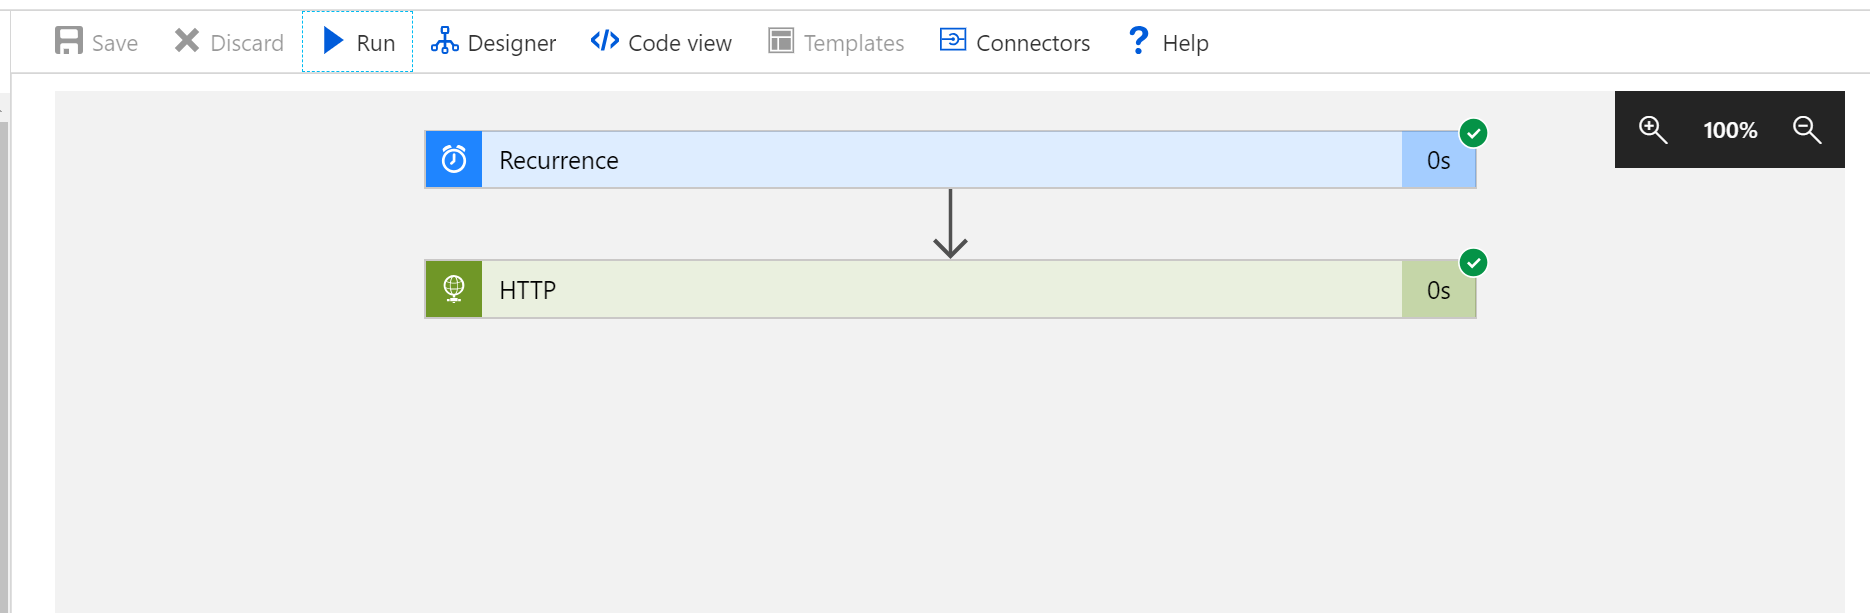 Save Discard Run Designer Code view Templates Connectors Help
100%
Recurrence 0s
HTTP 0s